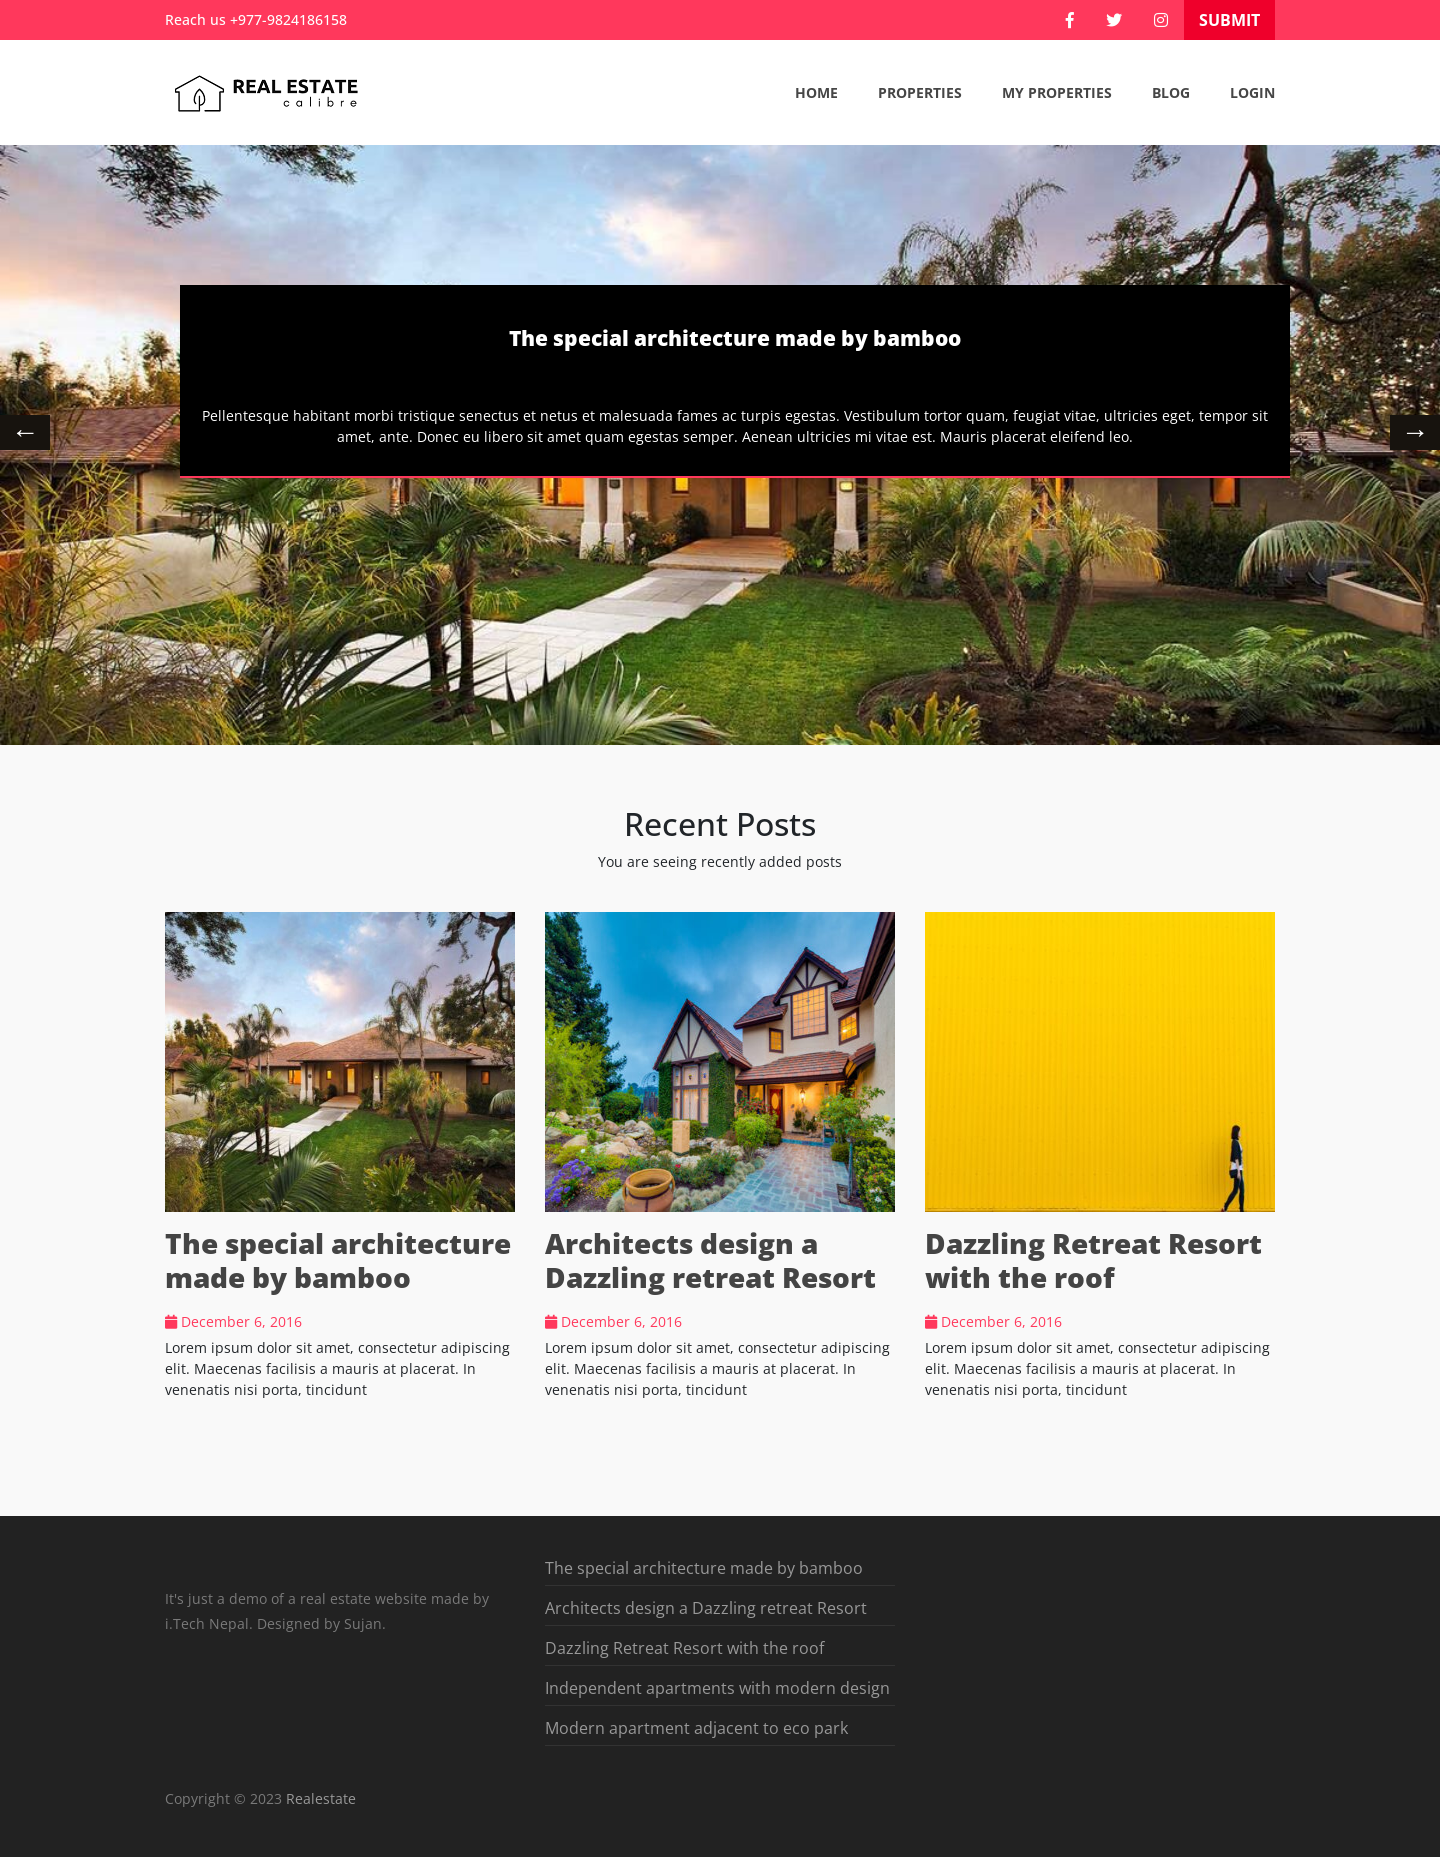 Reach us +977-9824186158
SUBMIT
REAL ESTATE
calibre
HOME
PROPERTIES
MY PROPERTIES
BLOG
LOGIN
The special architecture made by bamboo
Pellentesque habitant morbi tristique senectus et netus et malesuada fames ac turpis egestas. Vestibulum tortor quam, feugiat vitae, ultricies eget, tempor sit
amet, ante. Donec eu libero sit amet quam egestas semper. Aenean ultricies mi vitae est. Mauris placerat eleifend leo.
←
→
Recent Posts
You are seeing recently added posts
The special architecture
made by bamboo
December 6, 2016
Lorem ipsum dolor sit amet, consectetur adipiscing
elit. Maecenas facilisis a mauris at placerat. In
venenatis nisi porta, tincidunt
Architects design a
Dazzling retreat Resort
December 6, 2016
Lorem ipsum dolor sit amet, consectetur adipiscing
elit. Maecenas facilisis a mauris at placerat. In
venenatis nisi porta, tincidunt
Dazzling Retreat Resort
with the roof
December 6, 2016
Lorem ipsum dolor sit amet, consectetur adipiscing
elit. Maecenas facilisis a mauris at placerat. In
venenatis nisi porta, tincidunt
It's just a demo of a real estate website made by
i.Tech Nepal. Designed by Sujan.
The special architecture made by bamboo
Architects design a Dazzling retreat Resort
Dazzling Retreat Resort with the roof
Independent apartments with modern design
Modern apartment adjacent to eco park
Copyright © 2023 Realestate